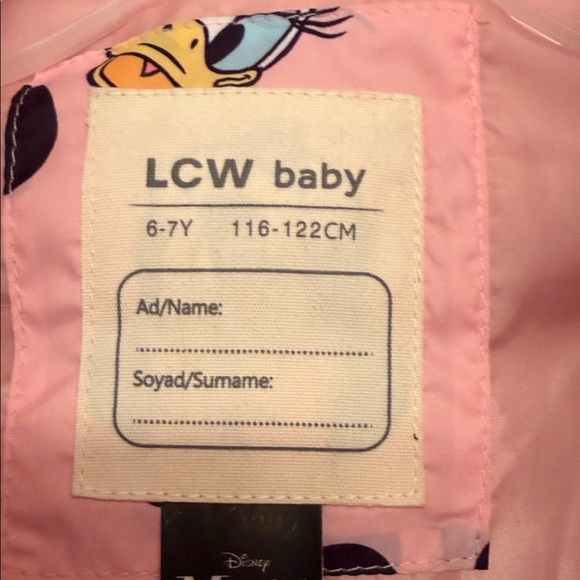 LCW baby
6-7Y 116-122CM
Ad/Name:
Soyad/Surname:
Disney